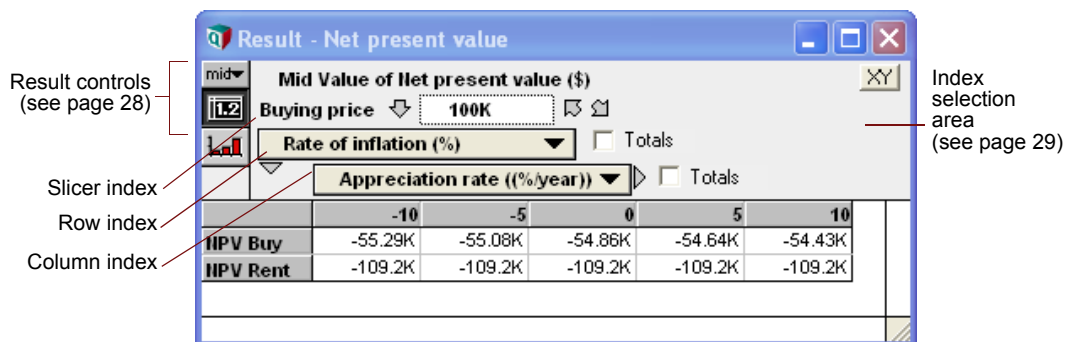 Result - Net present value
Result controls
(see page 28)
mid
Mid Value of Net present value ($)
XY
Index
selection
area
(see page 29)
1.2
Buying price 100K
Rate of inflation (%) Totals
Slicer index
Appreciation rate ((%/year)) Totals
Row index
-10 -5 0 5 10
Column index
NPV Buy -55.29K -55.08K -54.86K -54.64K -54.43K
NPV Rent -109.2K -109.2K -109.2K -109.2K -109.2K